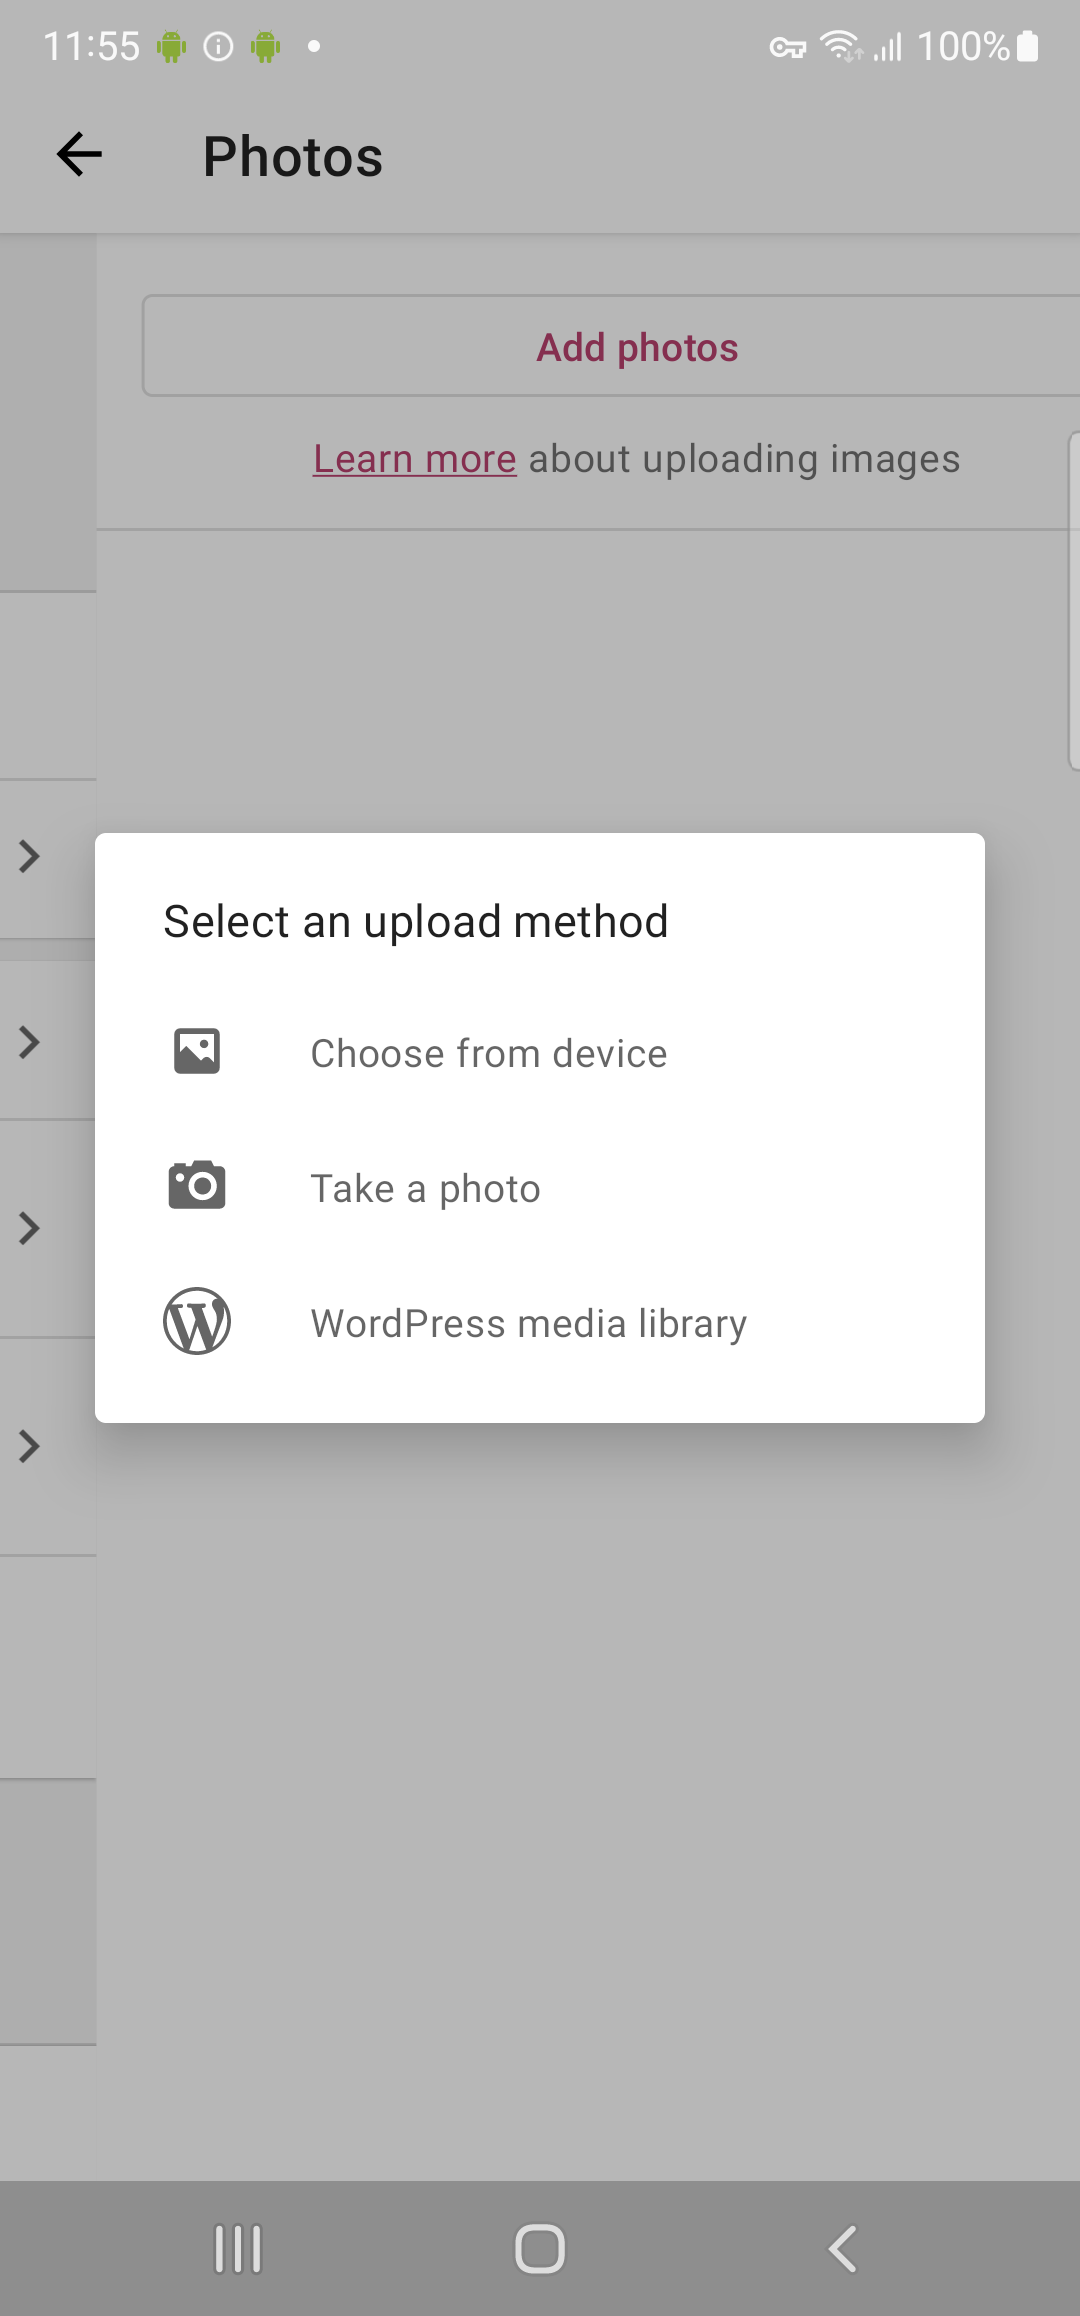 11:55
100%
Photos
Add photos
Learn more about uploading images
Select an upload method
Choose from device
Take a photo
WordPress media library